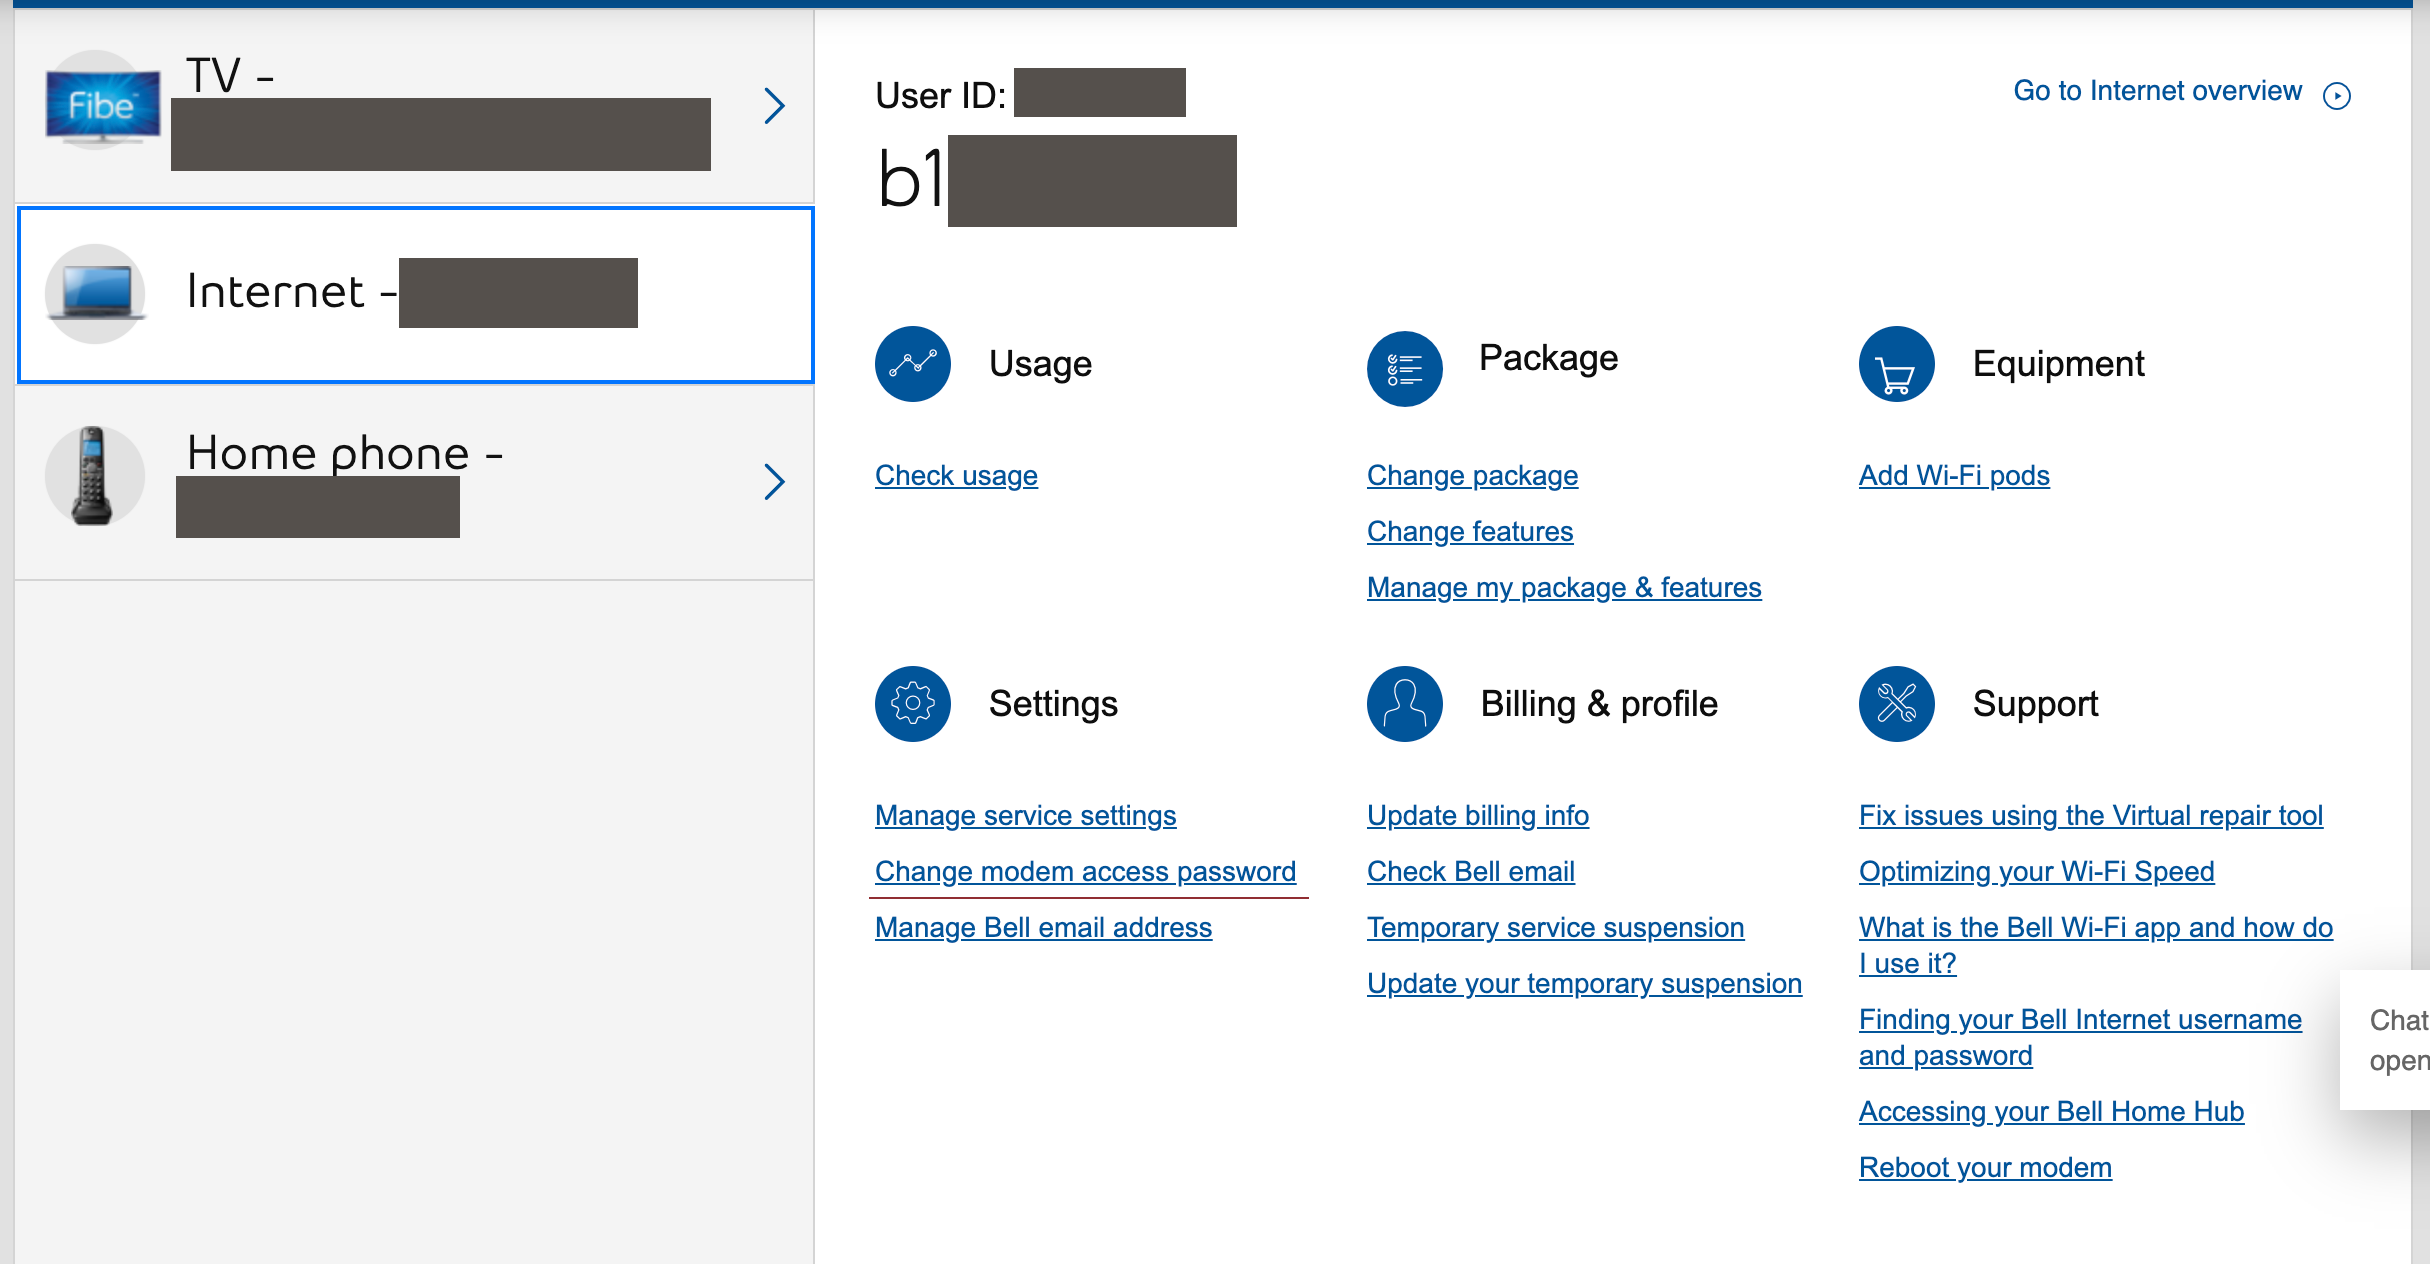 TV -
Fibe
Internet -
Home phone -
User ID:
b1
Go to Internet overview
Usage
Check usage
Package
Change package
Change features
Manage my package & features
Equipment
Add Wi-Fi pods
Settings
Manage service settings
Change modem access password
Manage Bell email address
Billing & profile
Update billing info
Check Bell email
Temporary service suspension
Update your temporary suspension
Support
Fix issues using the Virtual repair tool
Optimizing your Wi-Fi Speed
What is the Bell Wi-Fi app and how do
I use it?
Finding your Bell Internet username
and password
Accessing your Bell Home Hub
Reboot your modem
Chat
open